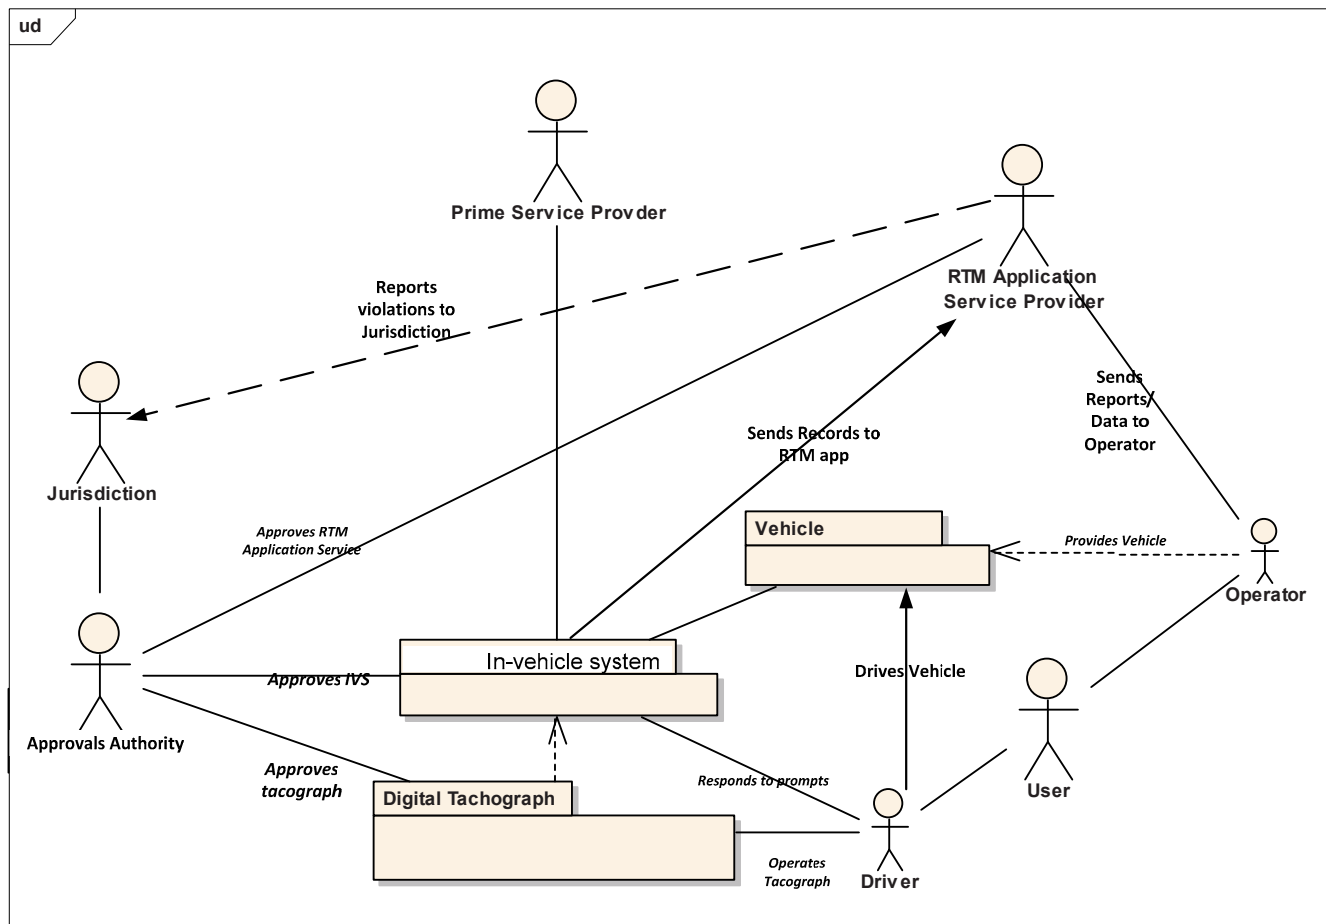 ud
Prime Service Provder
RTM Application
Service Provider
Reports
violations to
Jurisdiction
Sends
Reports/
Data to
Operator
Sends Records to
RTM app
Jurisdiction
Approves RTM
Application Service
Vehicle
Provides Vehicle
Operator
In-vehicle system
Drives Vehicle
Approves IVS
Approvals Authority
Approves
tacograph
Responds to prompts
User
Digital Tachograph
Operates
Tacograph
Driver